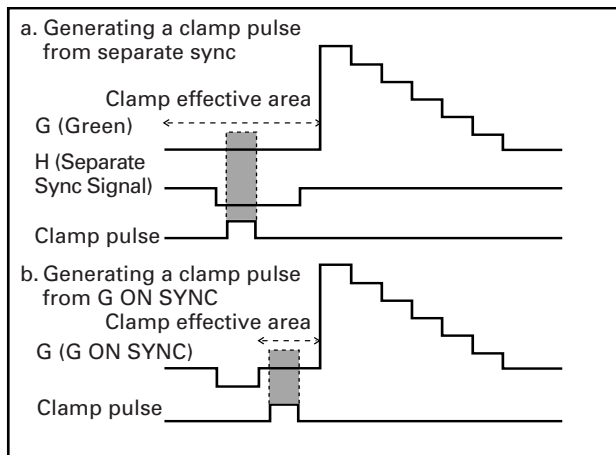 a. Generating a clamp pulse
from separate sync
Clamp effective area
G (Green)
H (Separate
Sync Signal)
Clamp pulse
b. Generating a clamp pulse
from G ON SYNC
Clamp effective area
G (G ON SYNC)
Clamp pulse